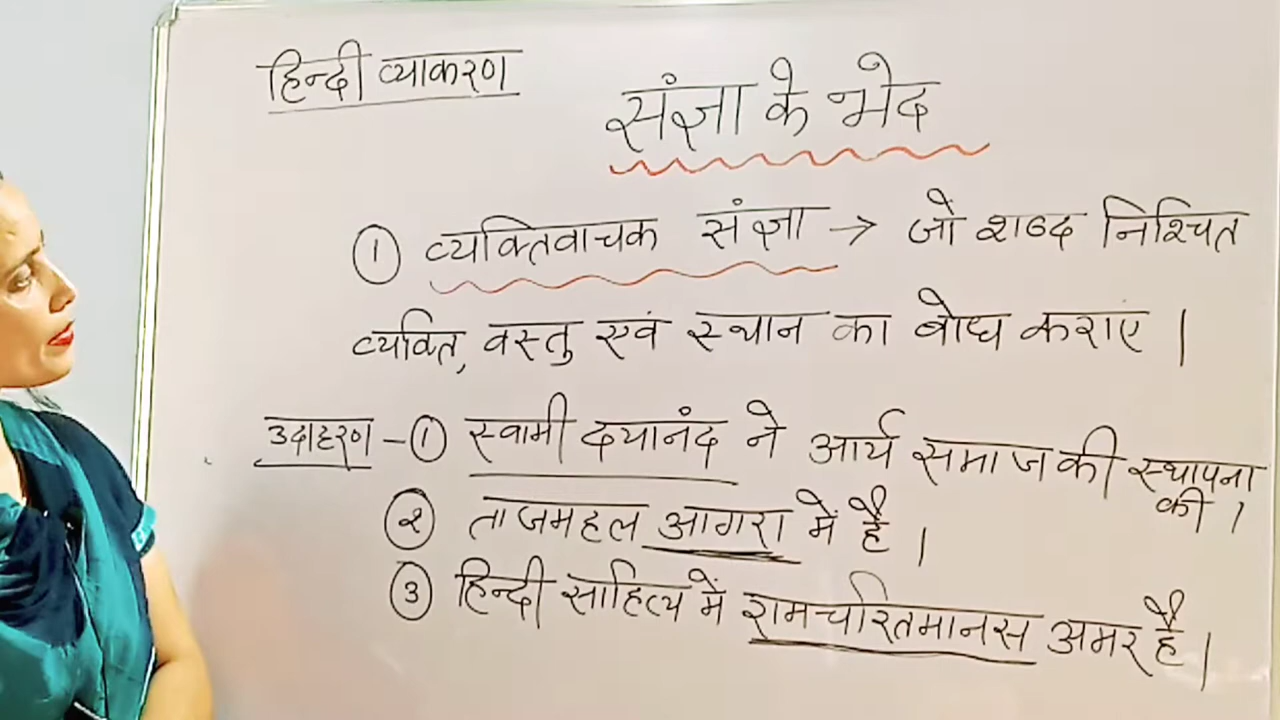 हिन्दी व्याकरण
संज्ञा के भेद
① व्यक्तिवाचक संज्ञा → जो शब्द निश्चित
व्यक्ति, वस्तु एवं स्थान का बोध कराए ।
उदाहरण - ① स्वामी दयानंद ने आर्य समाज की स्थापना
की ।
② ताजमहल आगरा में है ।
③ हिन्दी साहित्य में रामचरितमानस अमर है ।